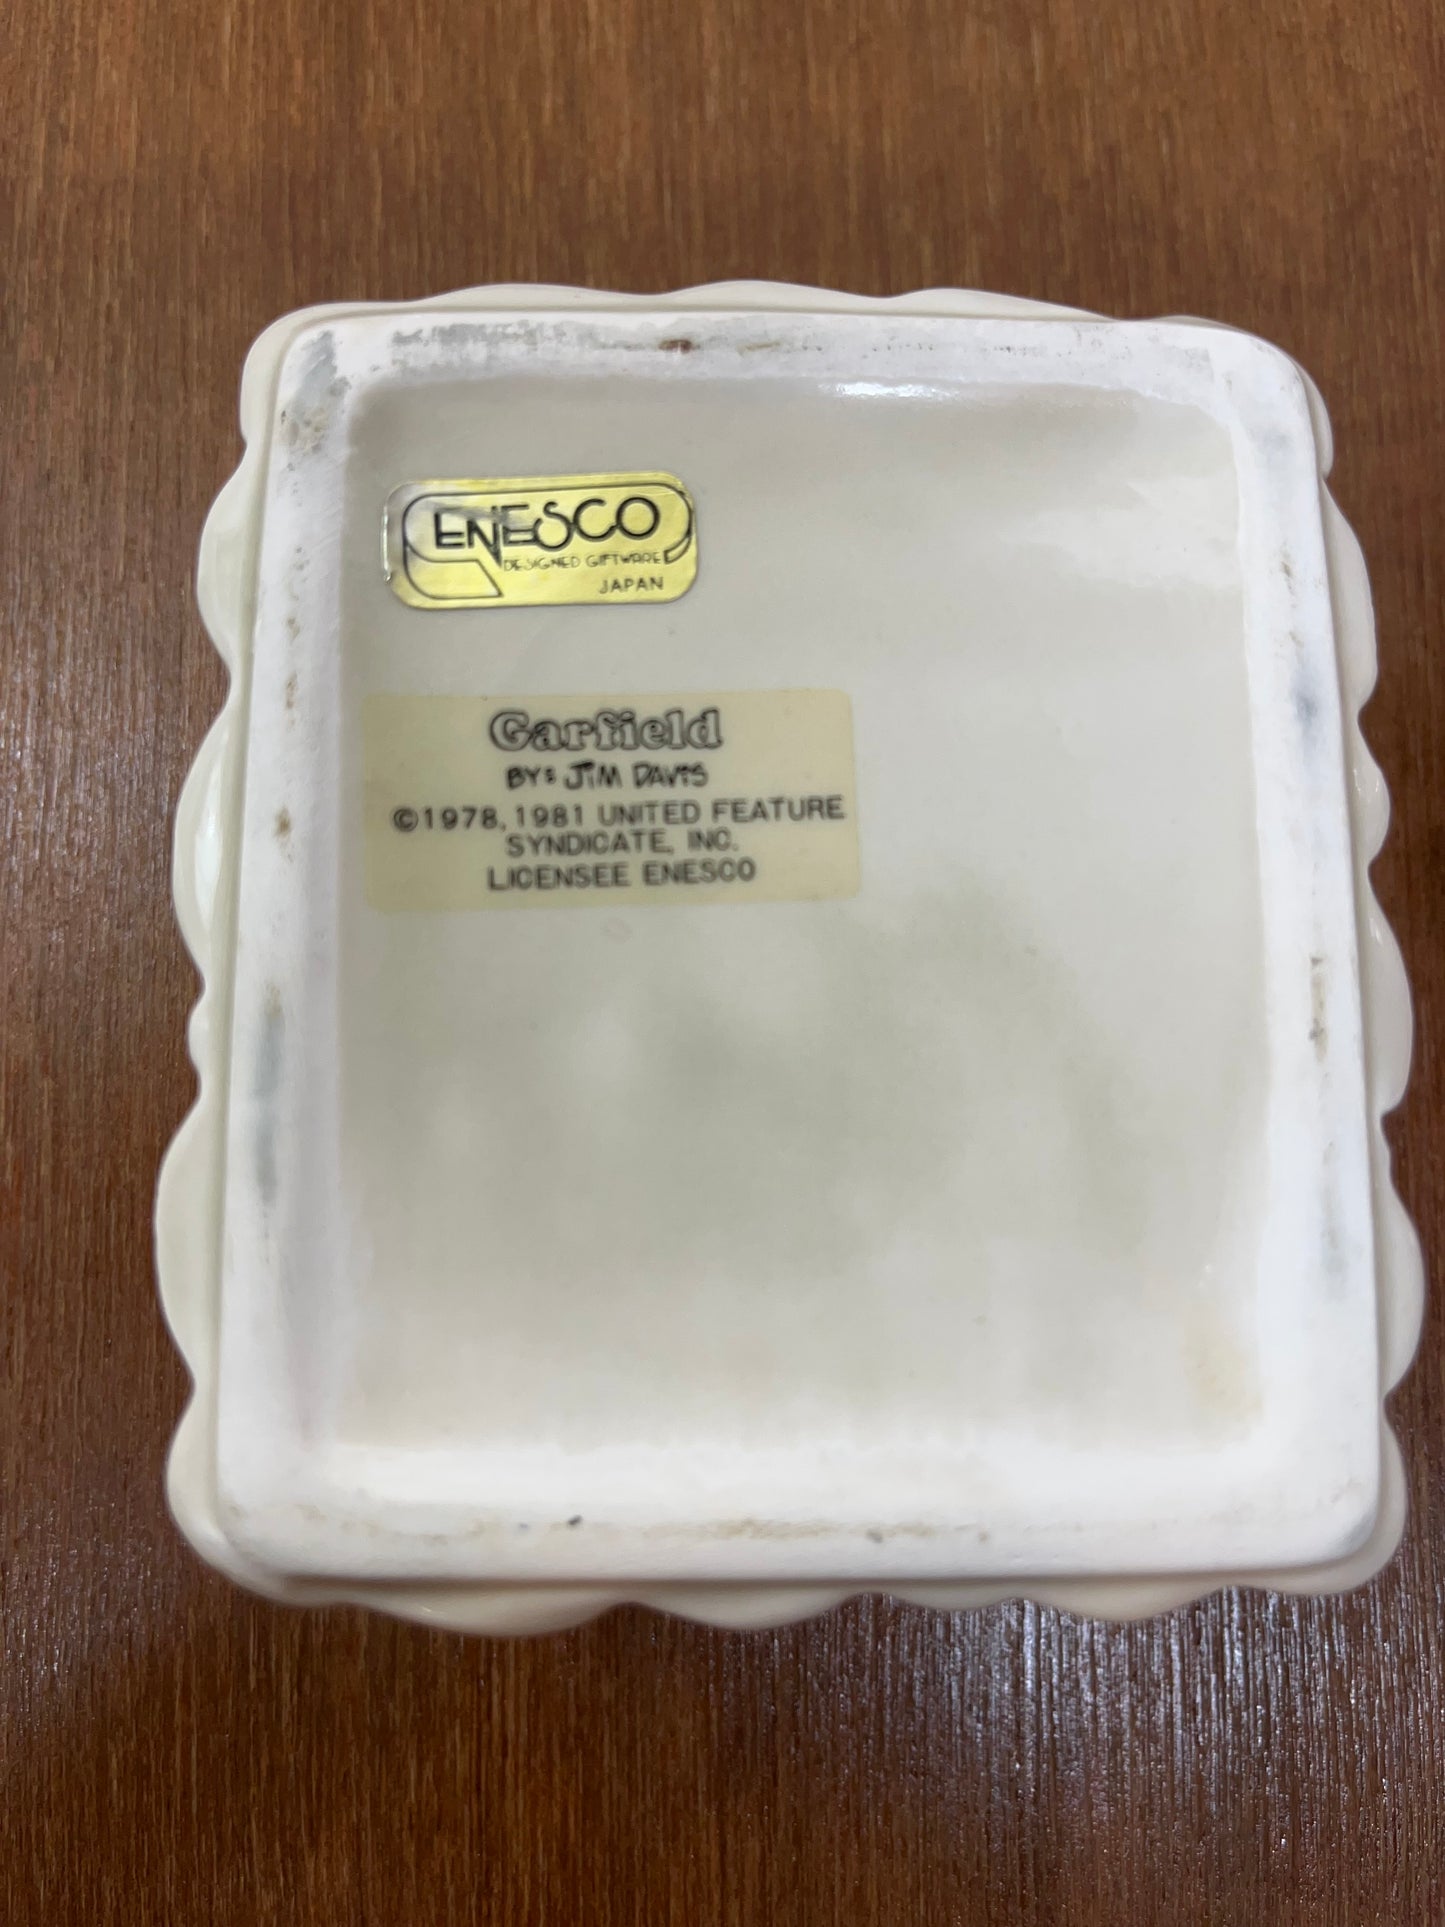 ENESCO
DESIGNED GIFTWARE
JAPAN
Garfield
BY: JIM DAVIS
©1978, 1981 UNITED FEATURE
SYNDICATE, INC.
LICENSEE ENESCO